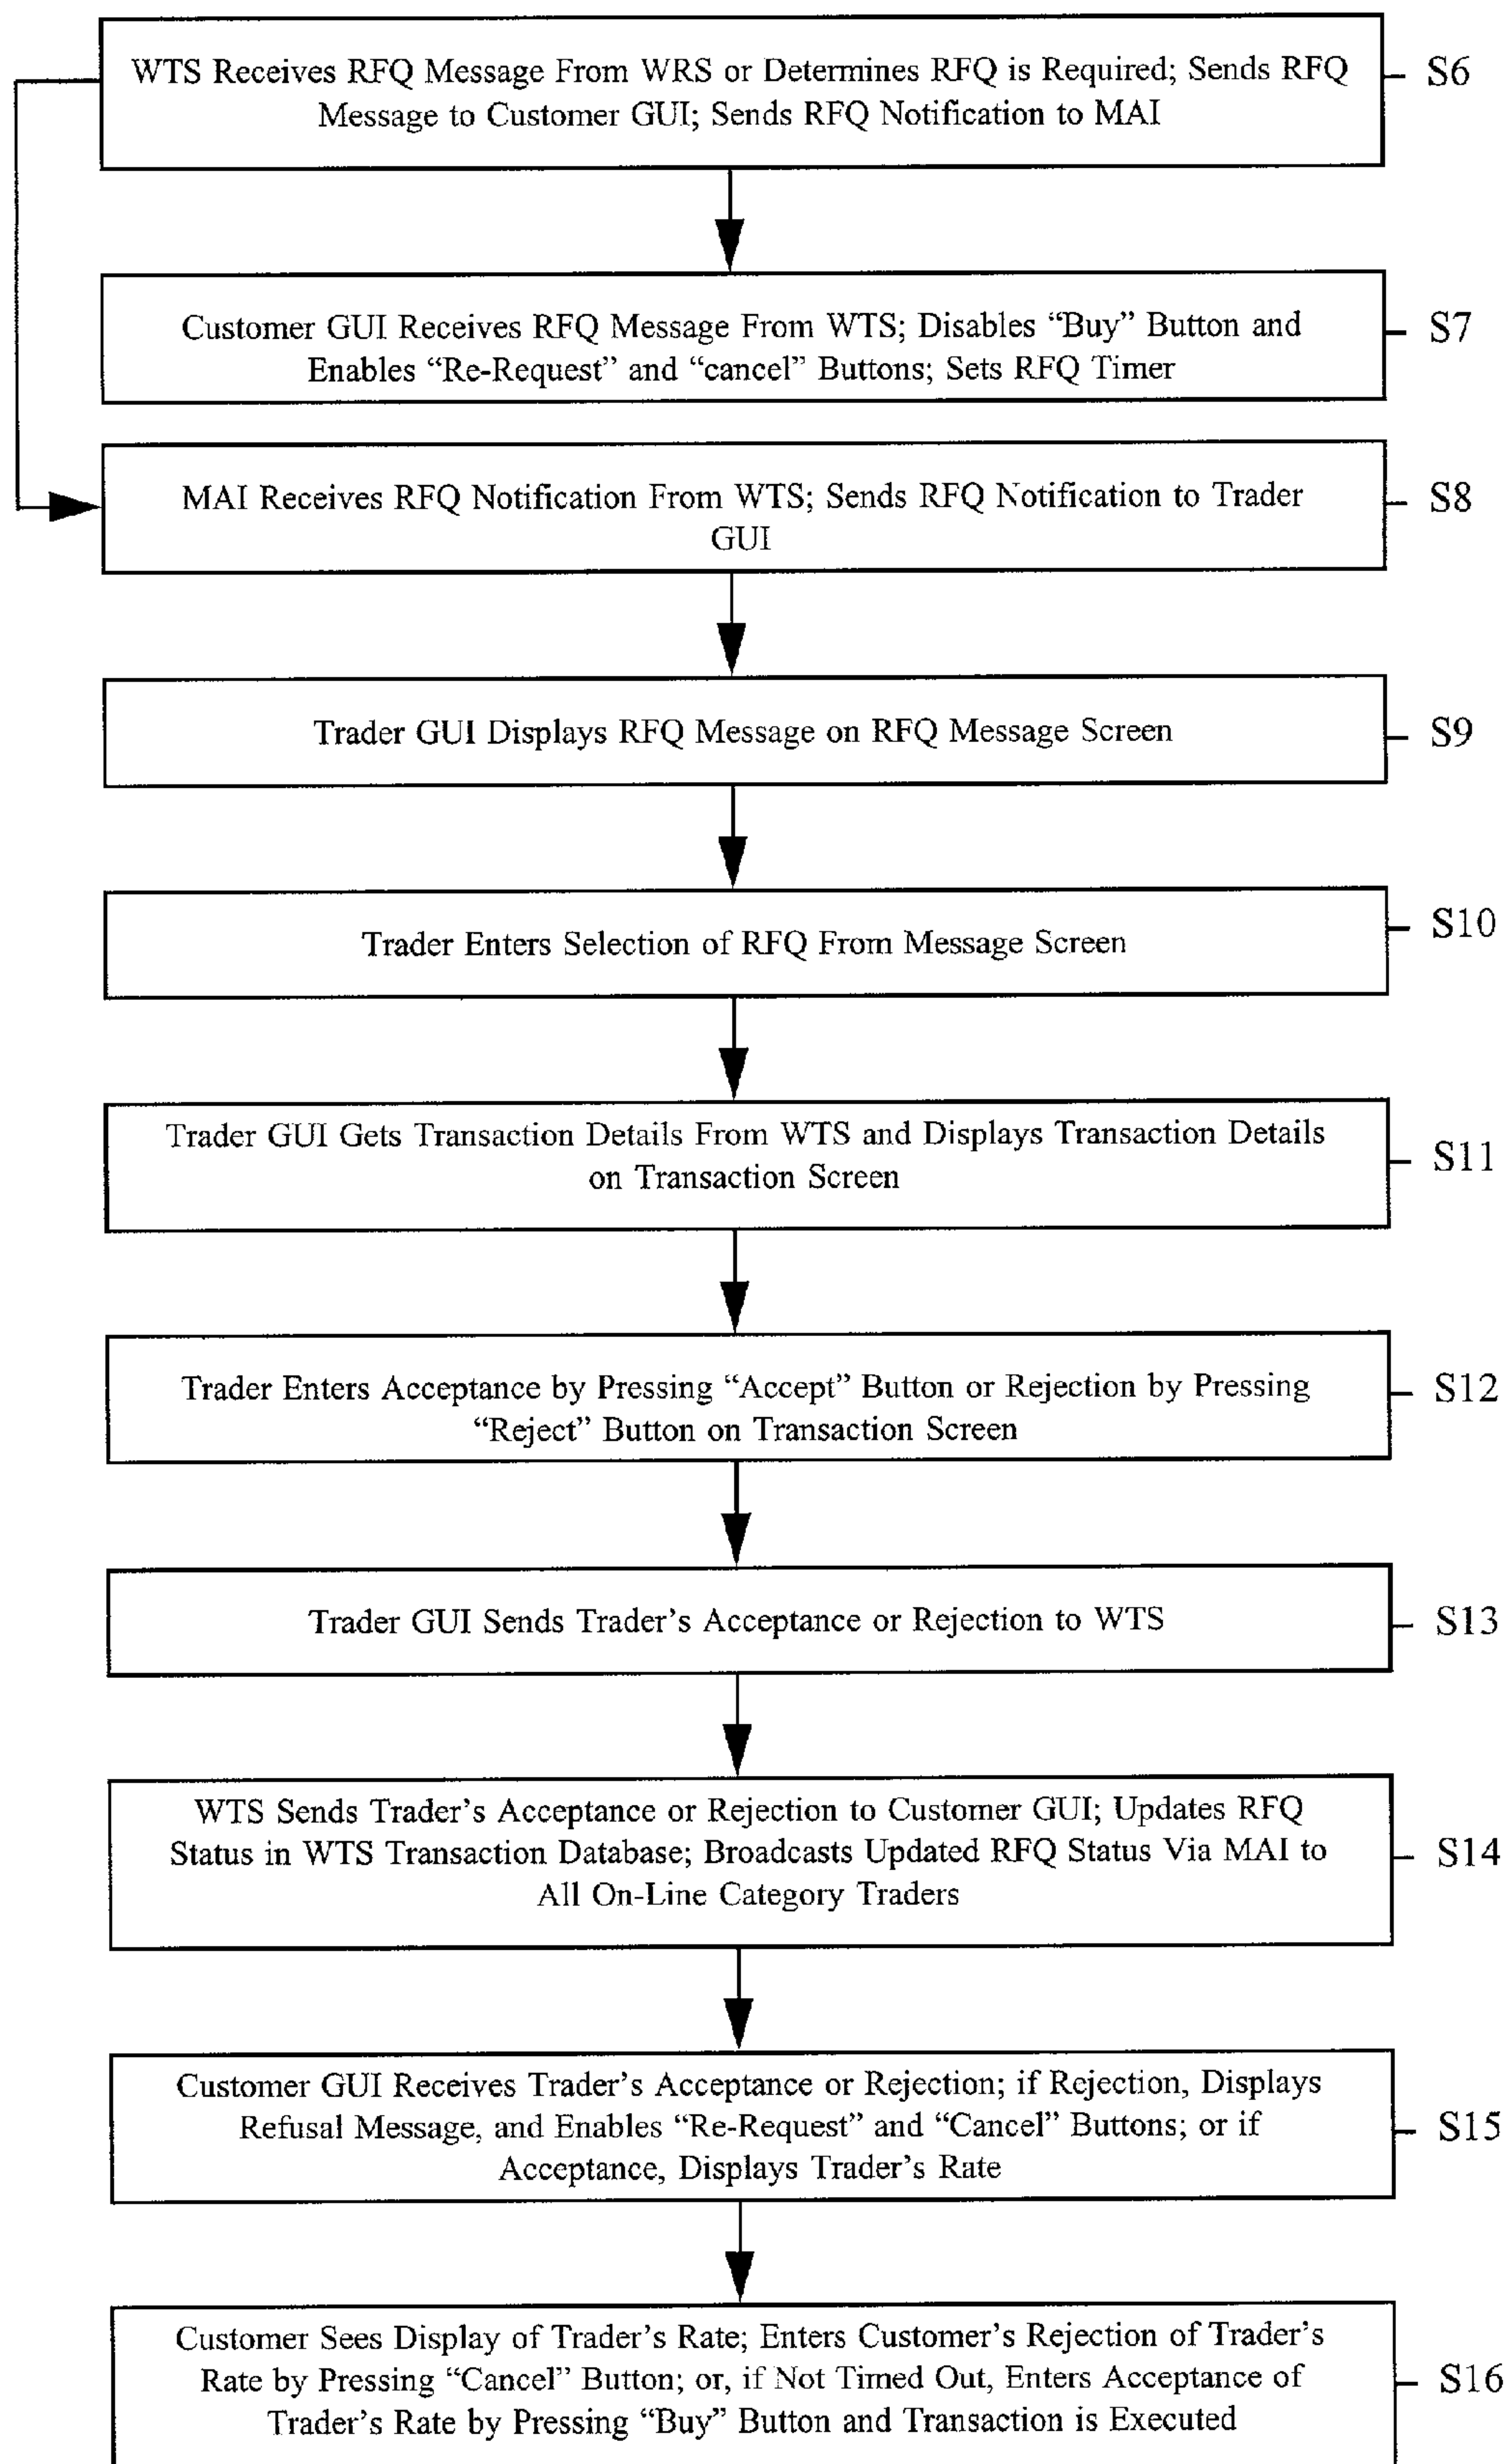 WTS Receives RFQ Message From WRS or Determines RFQ is Required; Sends RFQ
Message to Customer GUI; Sends RFQ Notification to MAI
S6
Customer GUI Receives RFQ Message From WTS; Disables “Buy” Button and
Enables “Re-Request” and “cancel” Buttons; Sets RFQ Timer
S7
MAI Receives RFQ Notification From WTS; Sends RFQ Notification to Trader
GUI
S8
Trader GUI Displays RFQ Message on RFQ Message Screen
S9
Trader Enters Selection of RFQ From Message Screen
S10
Trader GUI Gets Transaction Details From WTS and Displays Transaction Details
on Transaction Screen
S11
Trader Enters Acceptance by Pressing “Accept” Button or Rejection by Pressing
“Reject” Button on Transaction Screen
S12
Trader GUI Sends Trader’s Acceptance or Rejection to WTS
S13
WTS Sends Trader’s Acceptance or Rejection to Customer GUI; Updates RFQ
Status in WTS Transaction Database; Broadcasts Updated RFQ Status Via MAI to
All On-Line Category Traders
S14
Customer GUI Receives Trader’s Acceptance or Rejection; if Rejection, Displays
Refusal Message, and Enables “Re-Request” and “Cancel” Buttons; or if
Acceptance, Displays Trader’s Rate
S15
Customer Sees Display of Trader’s Rate; Enters Customer’s Rejection of Trader’s
Rate by Pressing “Cancel” Button; or, if Not Timed Out, Enters Acceptance of
Trader’s Rate by Pressing “Buy” Button and Transaction is Executed
S16